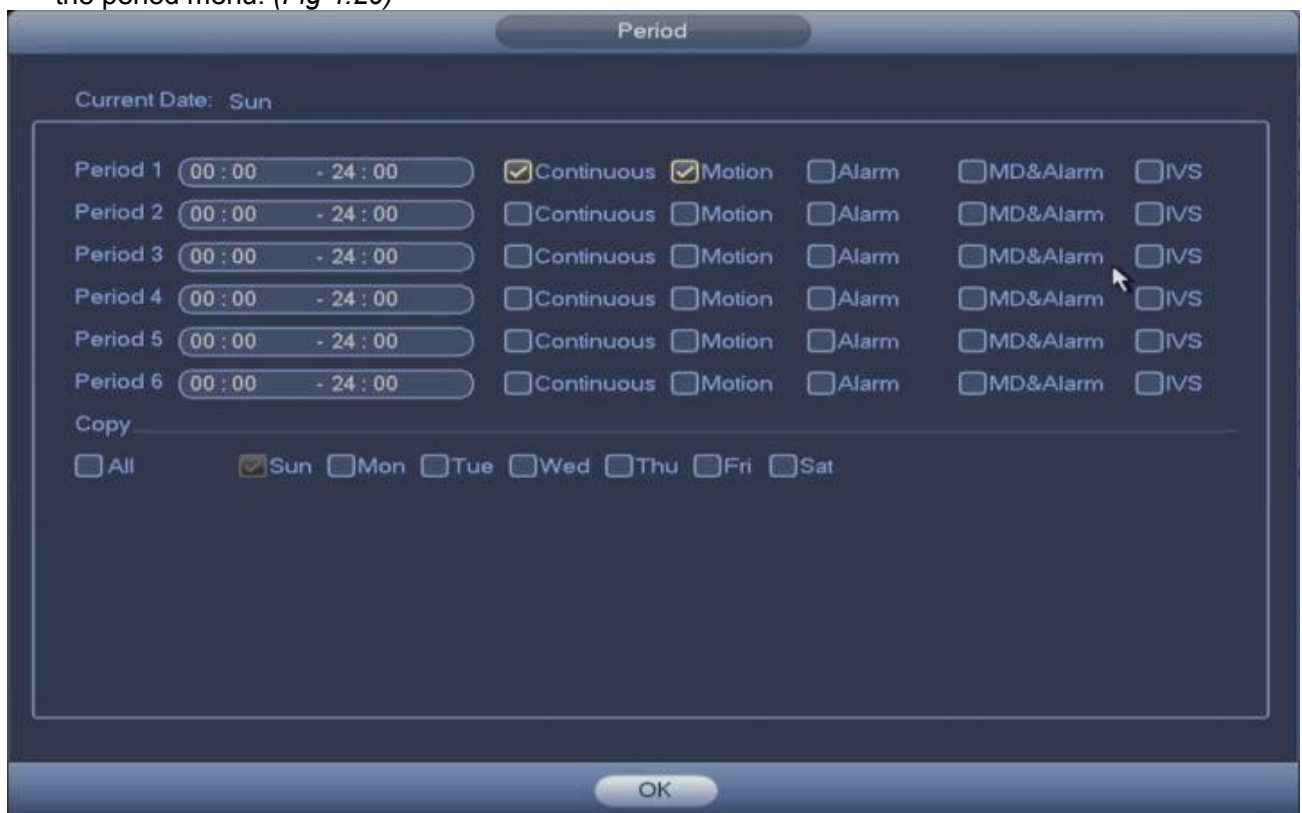 the period menu. (Fig 4.20)
Period
Current Date: Sun
Period 1 00 : 00 - 24 : 00 Continuous Motion Alarm MD&Alarm IVS
Period 2 00 : 00 - 24 : 00 Continuous Motion Alarm MD&Alarm IVS
Period 3 00 : 00 - 24 : 00 Continuous Motion Alarm MD&Alarm IVS
Period 4 00 : 00 - 24 : 00 Continuous Motion Alarm MD&Alarm IVS
Period 5 00 : 00 - 24 : 00 Continuous Motion Alarm MD&Alarm IVS
Period 6 00 : 00 - 24 : 00 Continuous Motion Alarm MD&Alarm IVS
Copy
All Sun Mon Tue Wed Thu Fri Sat
OK